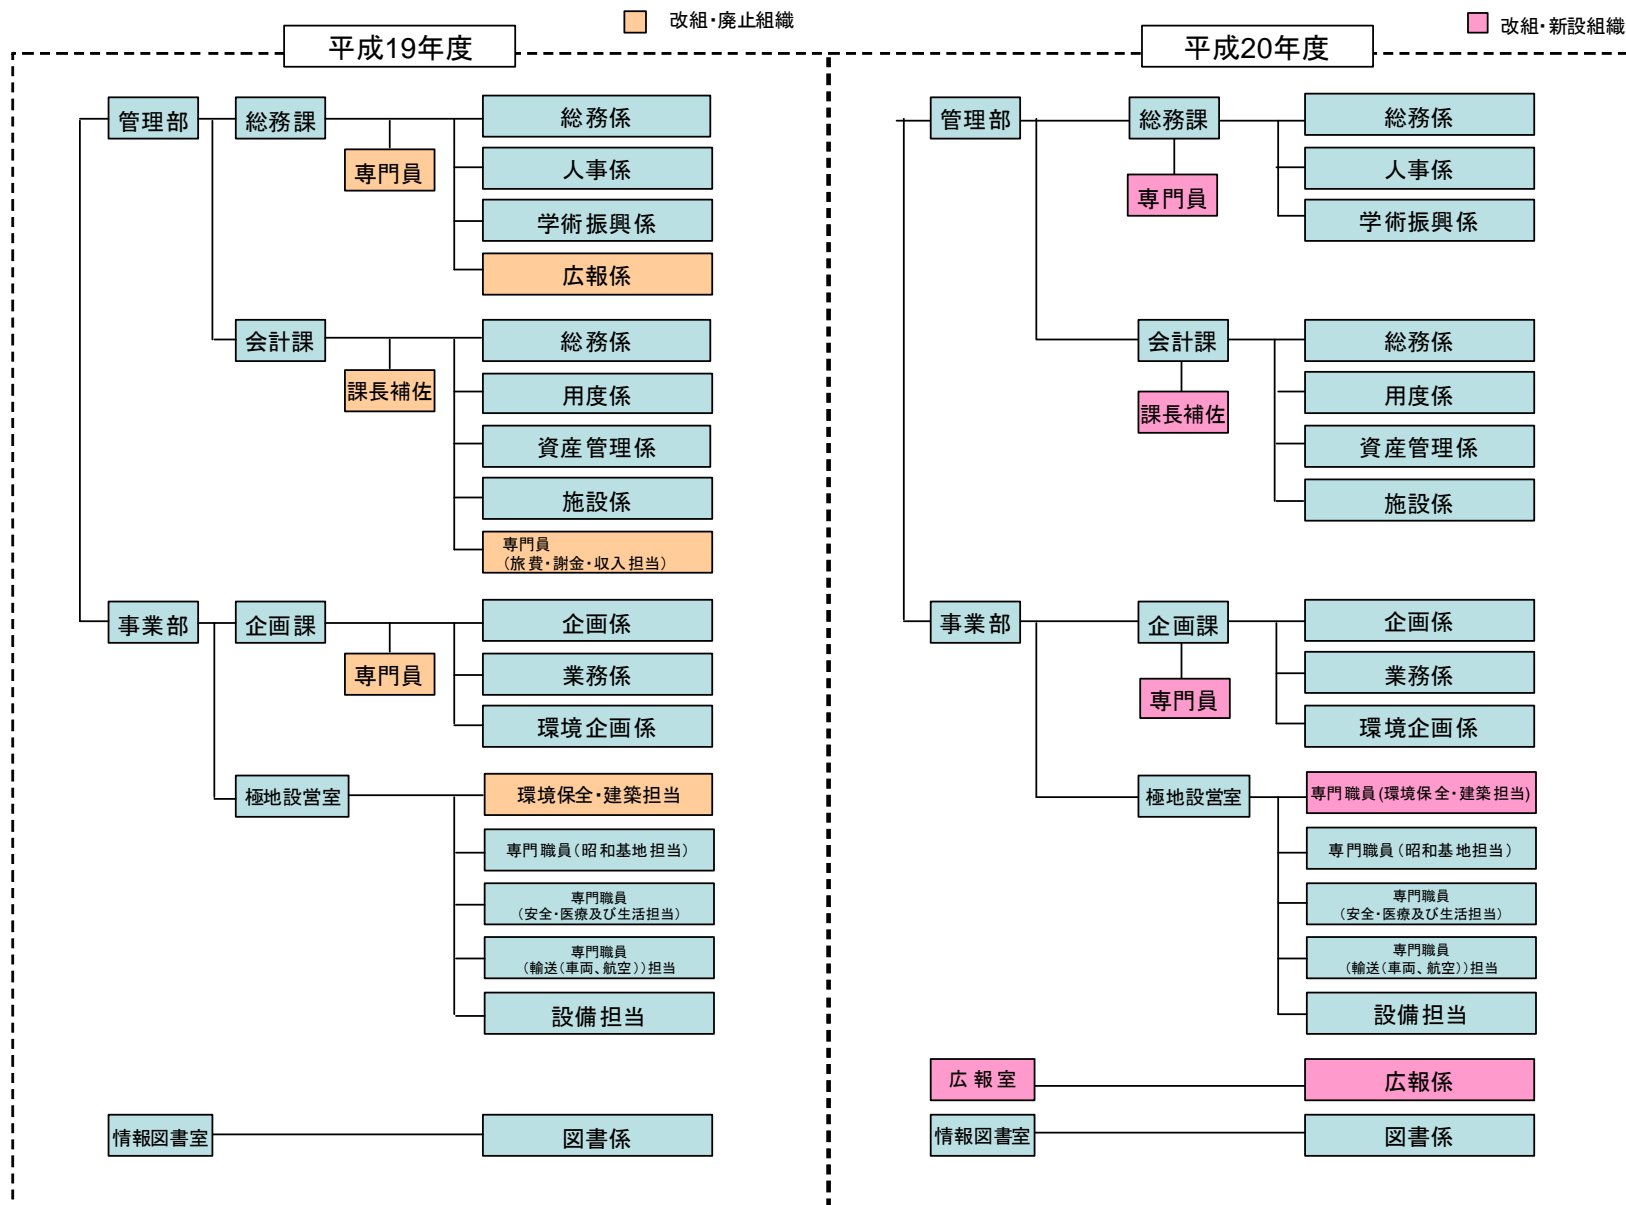 改組・廃止組織
平成19年度
管理部
総務課
専門員
総務係
人事係
学術振興係
広報係
会計課
課長補佐
総務係
用度係
資産管理係
施設係
専門員
(旅費・謝金・収入担当)
事業部
企画課
専門員
企画係
業務係
環境企画係
極地設営室
環境保全・建築担当
専門職員(昭和基地担当)
専門職員
(安全・医療及び生活担当)
専門職員
(輸送(車両、航空))担当
設備担当
情報図書室
図書係
改組・新設組織
平成20年度
管理部
総務課
専門員
総務係
人事係
学術振興係
会計課
課長補佐
総務係
用度係
資産管理係
施設係
事業部
企画課
専門員
企画係
業務係
環境企画係
極地設営室
専門職員(環境保全・建築担当)
専門職員(昭和基地担当)
専門職員
(安全・医療及び生活担当)
専門職員
(輸送(車両、航空))担当
設備担当
広報室
広報係
情報図書室
図書係